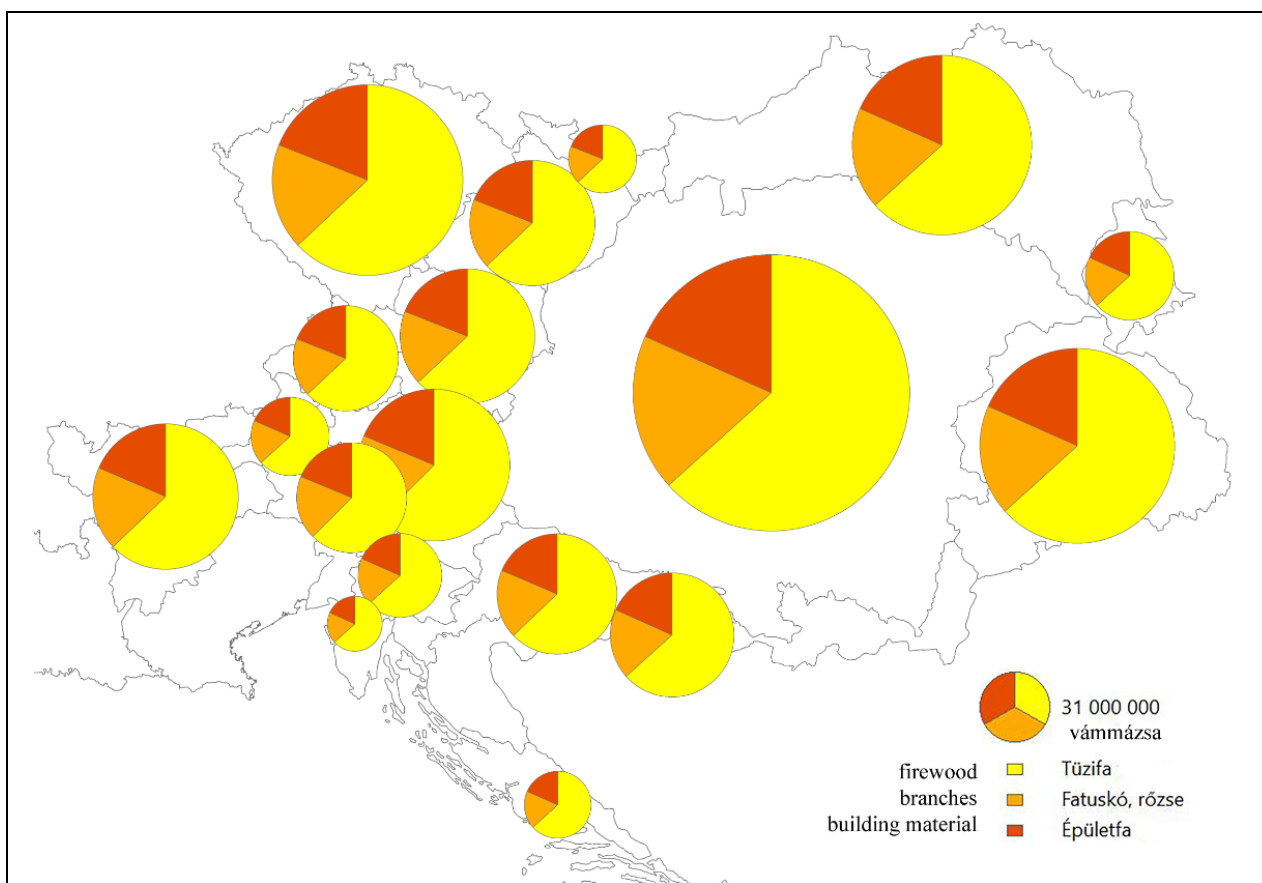 31 000 000
vámmázsa
firewood Tüzifa
branches Fatuskó, rőzse
building material Épületfa